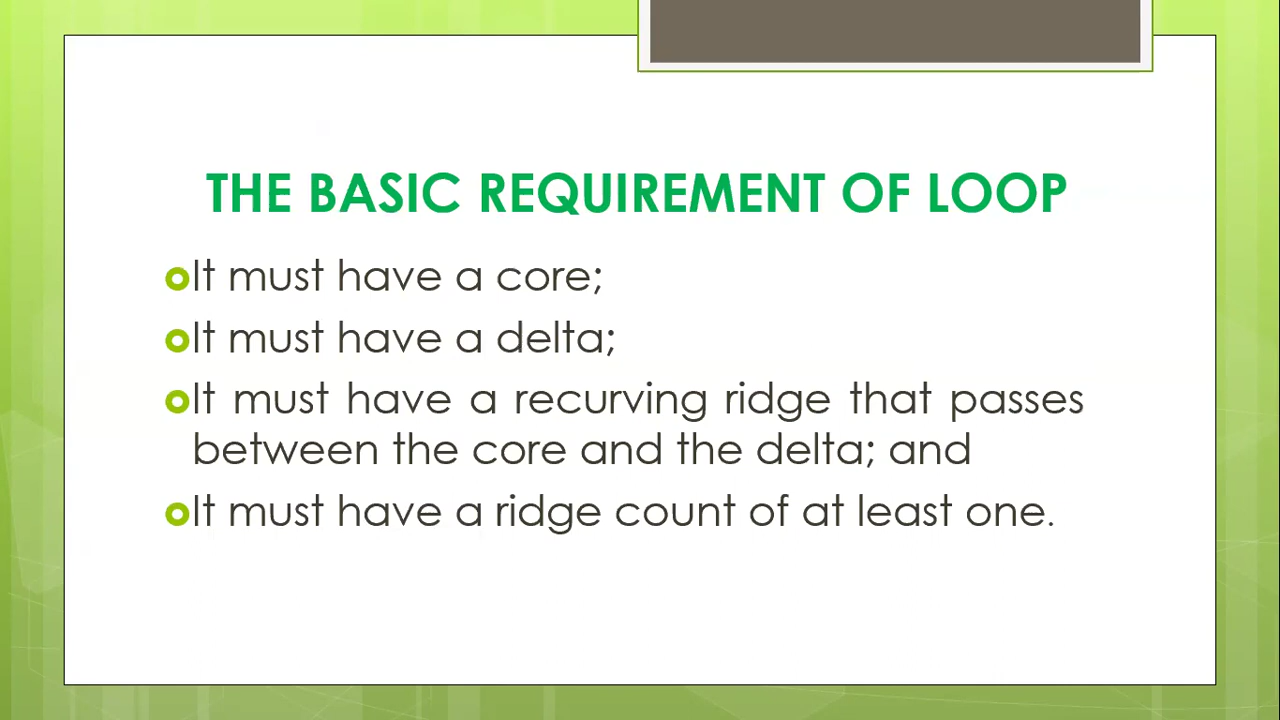 THE BASIC REQUIREMENT OF LOOP
It must have a core;
It must have a delta;
It must have a recurving ridge that passes
between the core and the delta; and
It must have a ridge count of at least one.